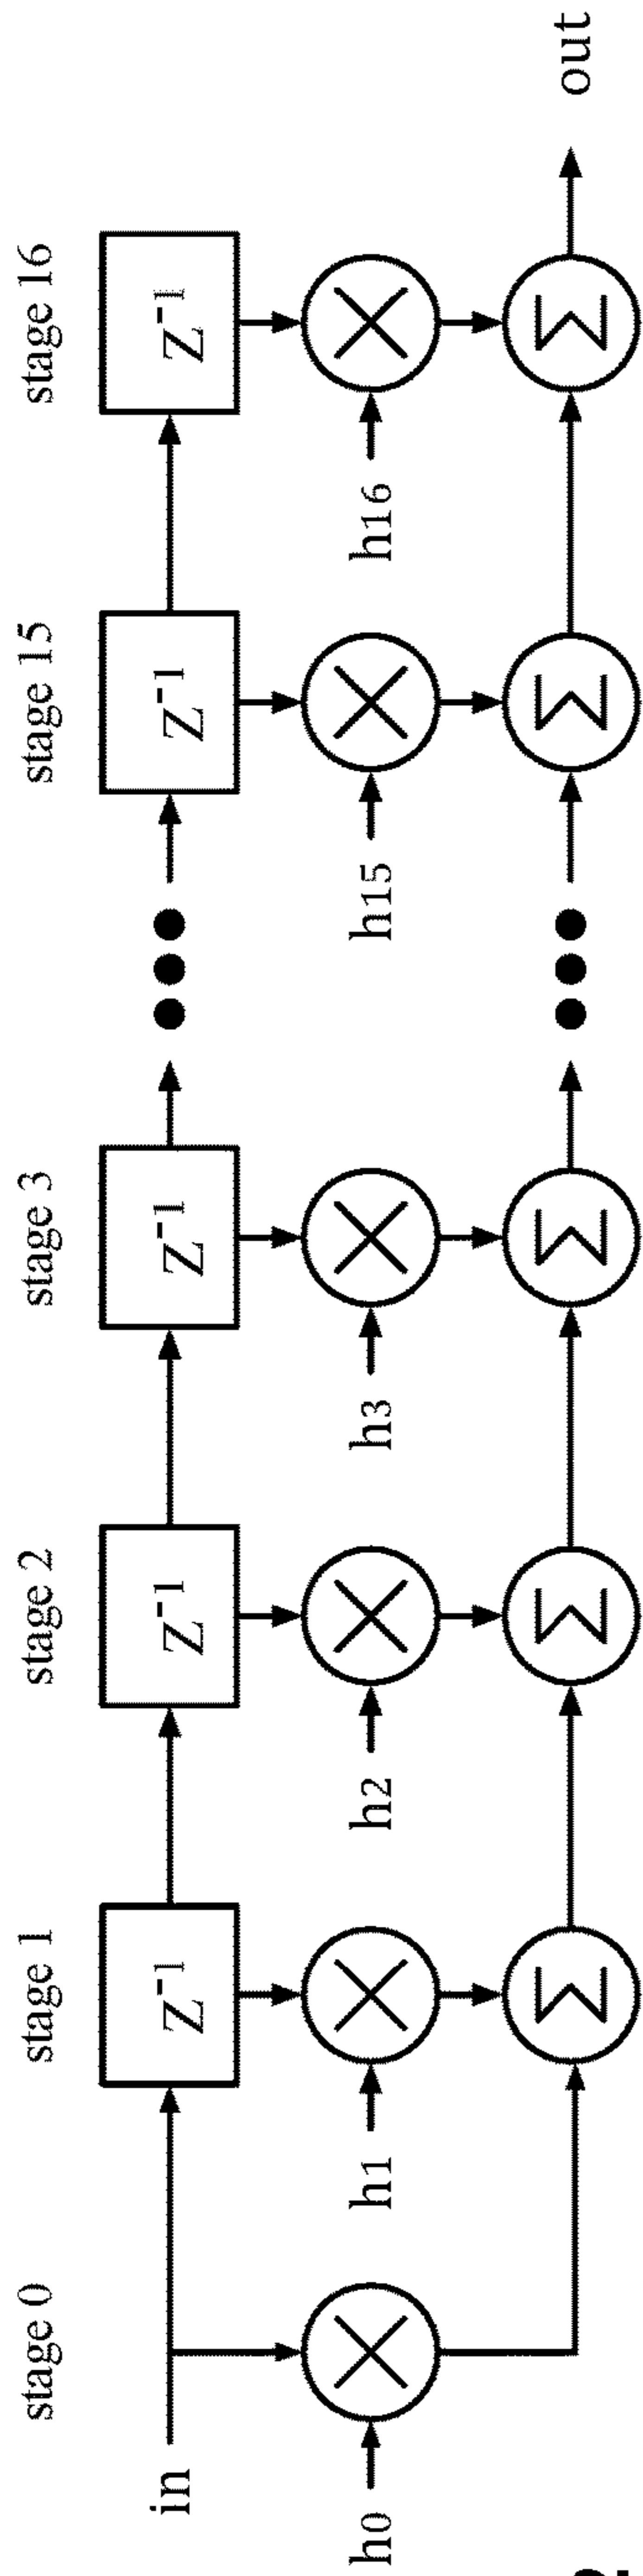 stage 0 stage 1 stage 2 stage 3 stage 15 stage 16
in Z⁻¹ Z⁻¹ Z⁻¹ Z⁻¹ Z⁻¹
h0 h1 h2 h3 h15 h16
Σ Σ Σ Σ Σ out